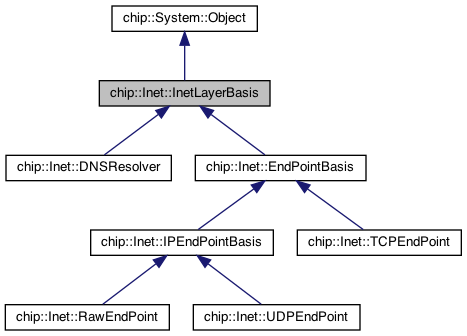 chip::System::Object
chip::Inet::InetLayerBasis
chip::Inet::DNSResolver
chip::Inet::EndPointBasis
chip::Inet::IPEndPointBasis
chip::Inet::TCPEndPoint
chip::Inet::RawEndPoint
chip::Inet::UDPEndPoint